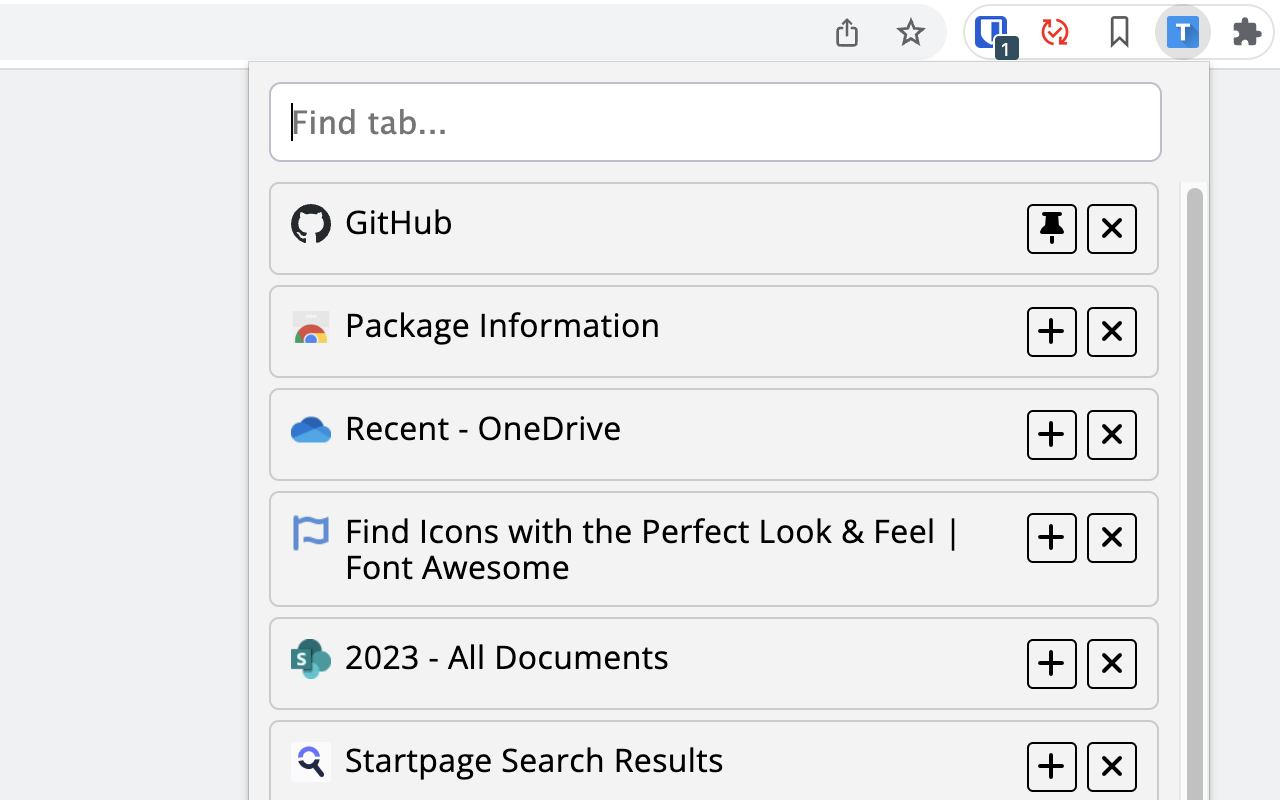 1
T
Find tab...
GitHub
Package Information
Recent - OneDrive
Find Icons with the Perfect Look & Feel |
Font Awesome
S
2023 - All Documents
Startpage Search Results